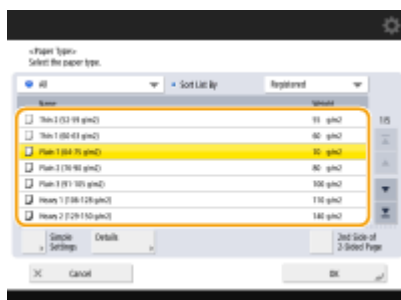 <Paper Type>
Select the paper type.
All
Sort List By
Registered
Name
Weight
Thin 2 (52-59 g/m2)
55 g/m2
1/5
Thin 1 (60-63 g/m2)
60 g/m2
Plain 1 (64-75 g/m2)
70 g/m2
Plain 2 (76-90 g/m2)
80 g/m2
Plain 3 (91-105 g/m2)
100 g/m2
Heavy 1 (106-128 g/m2)
110 g/m2
Heavy 2 (129-150 g/m2)
140 g/m2
Simple Settings
Details
2nd Side of
2-Sided Page
Cancel
OK